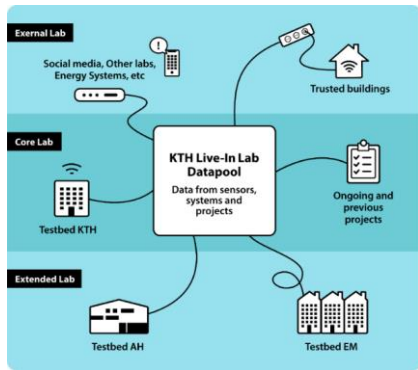 Exernal Lab
Social media, Other labs,
Energy Systems, etc
Trusted buildings
Core Lab
KTH Live-In Lab
Datapool
Data from sensors,
systems and
projects
Testbed KTH
Ongoing and
previous
projects
Extended Lab
Testbed AH
Testbed EM